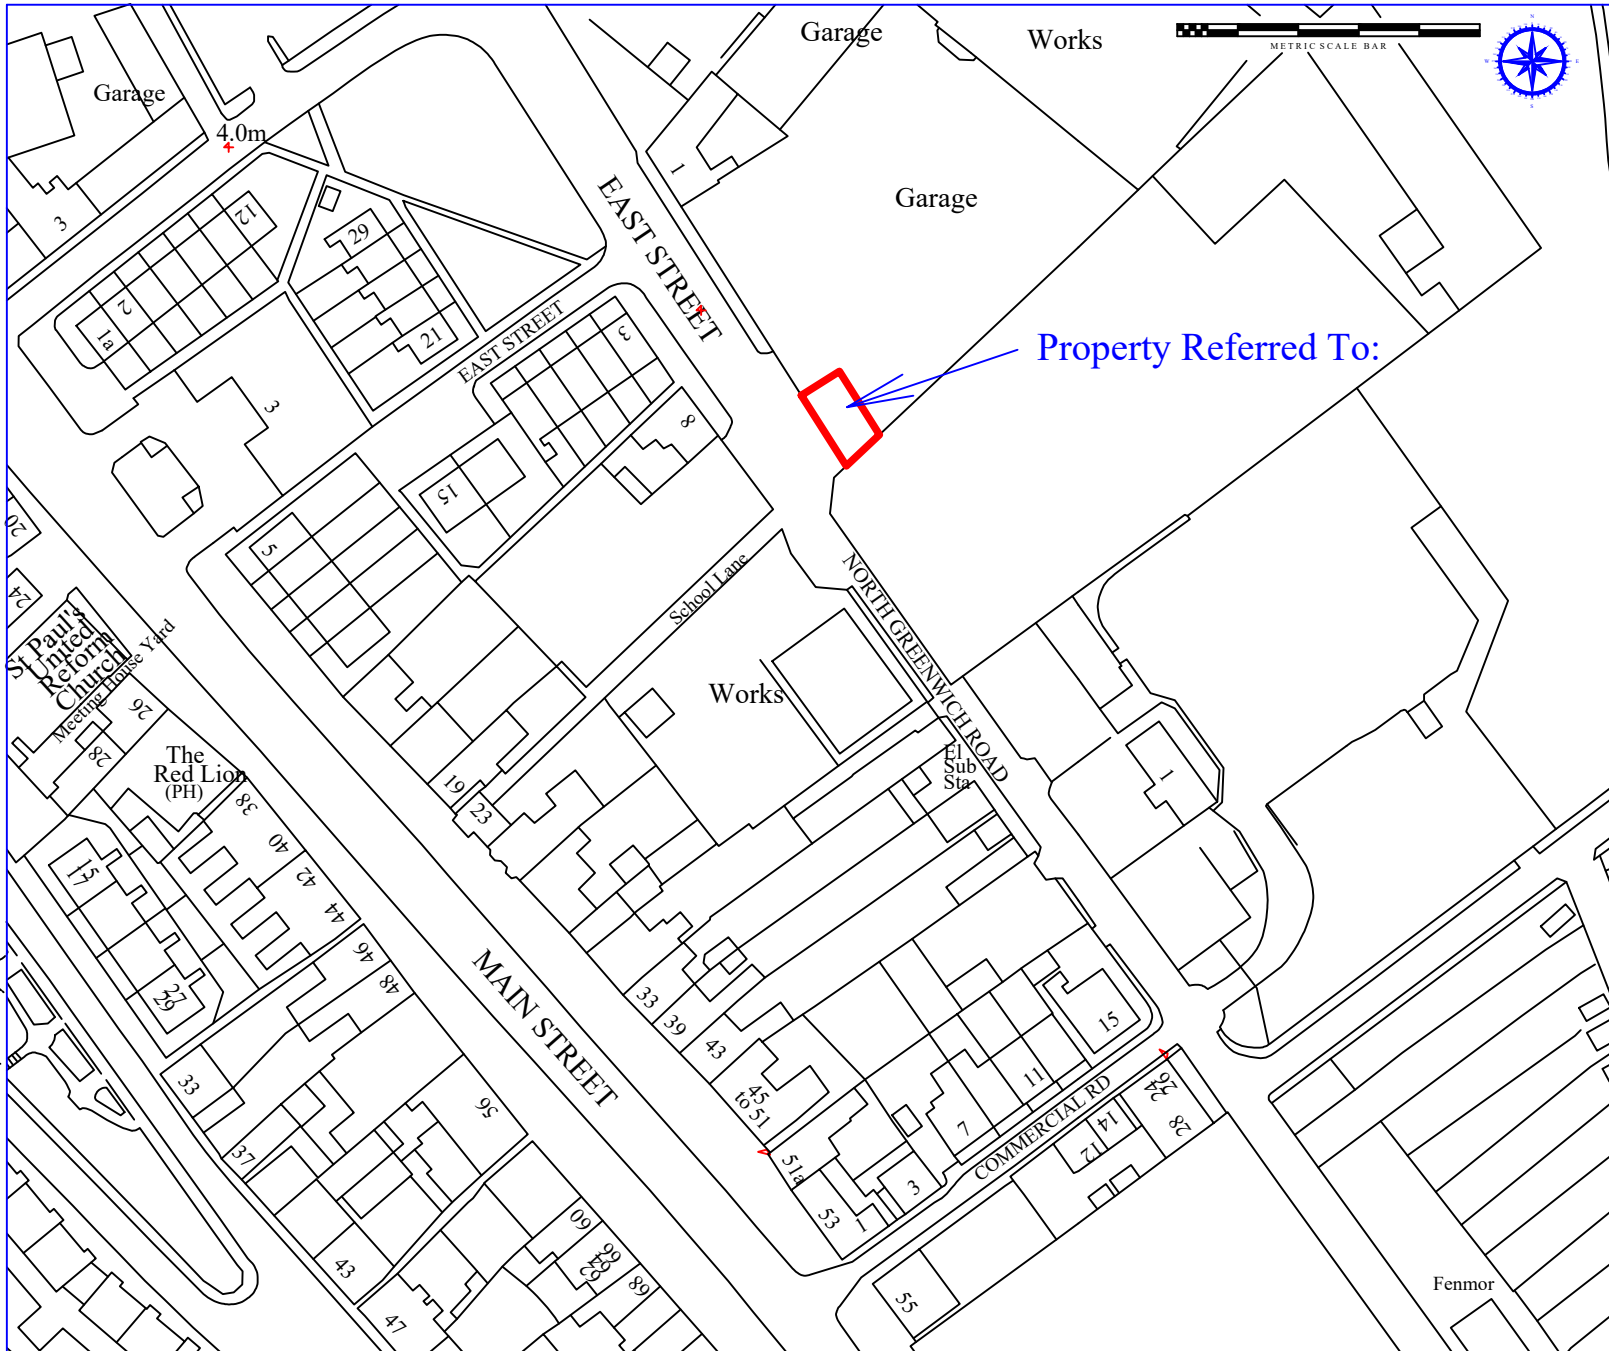 Garage
Works
METRIC SCALE BAR
N
W
E
S
Garage
4.0m
1
Garage
3
12
29
2
1a
21
EAST STREET
EAST STREET
3
Property Referred To:
3
8
15
20
5
24
School Lane
NORTH GREENWICH ROAD
St Paul's
United
Reform
Church
Meeting House Yard
Works
26
28
The
Red Lion
(PH)
38
19
23
El
Sub
Sta
1
40
42
44
15
17
46
48
27
29
MAIN STREET
33
39
43
45
to 51
15
11
7
COMMERCIAL RD
24
26
28
14
12
33
37
56
51a
53
1
3
60
62
64
66
68
43
47
55
Fenmor